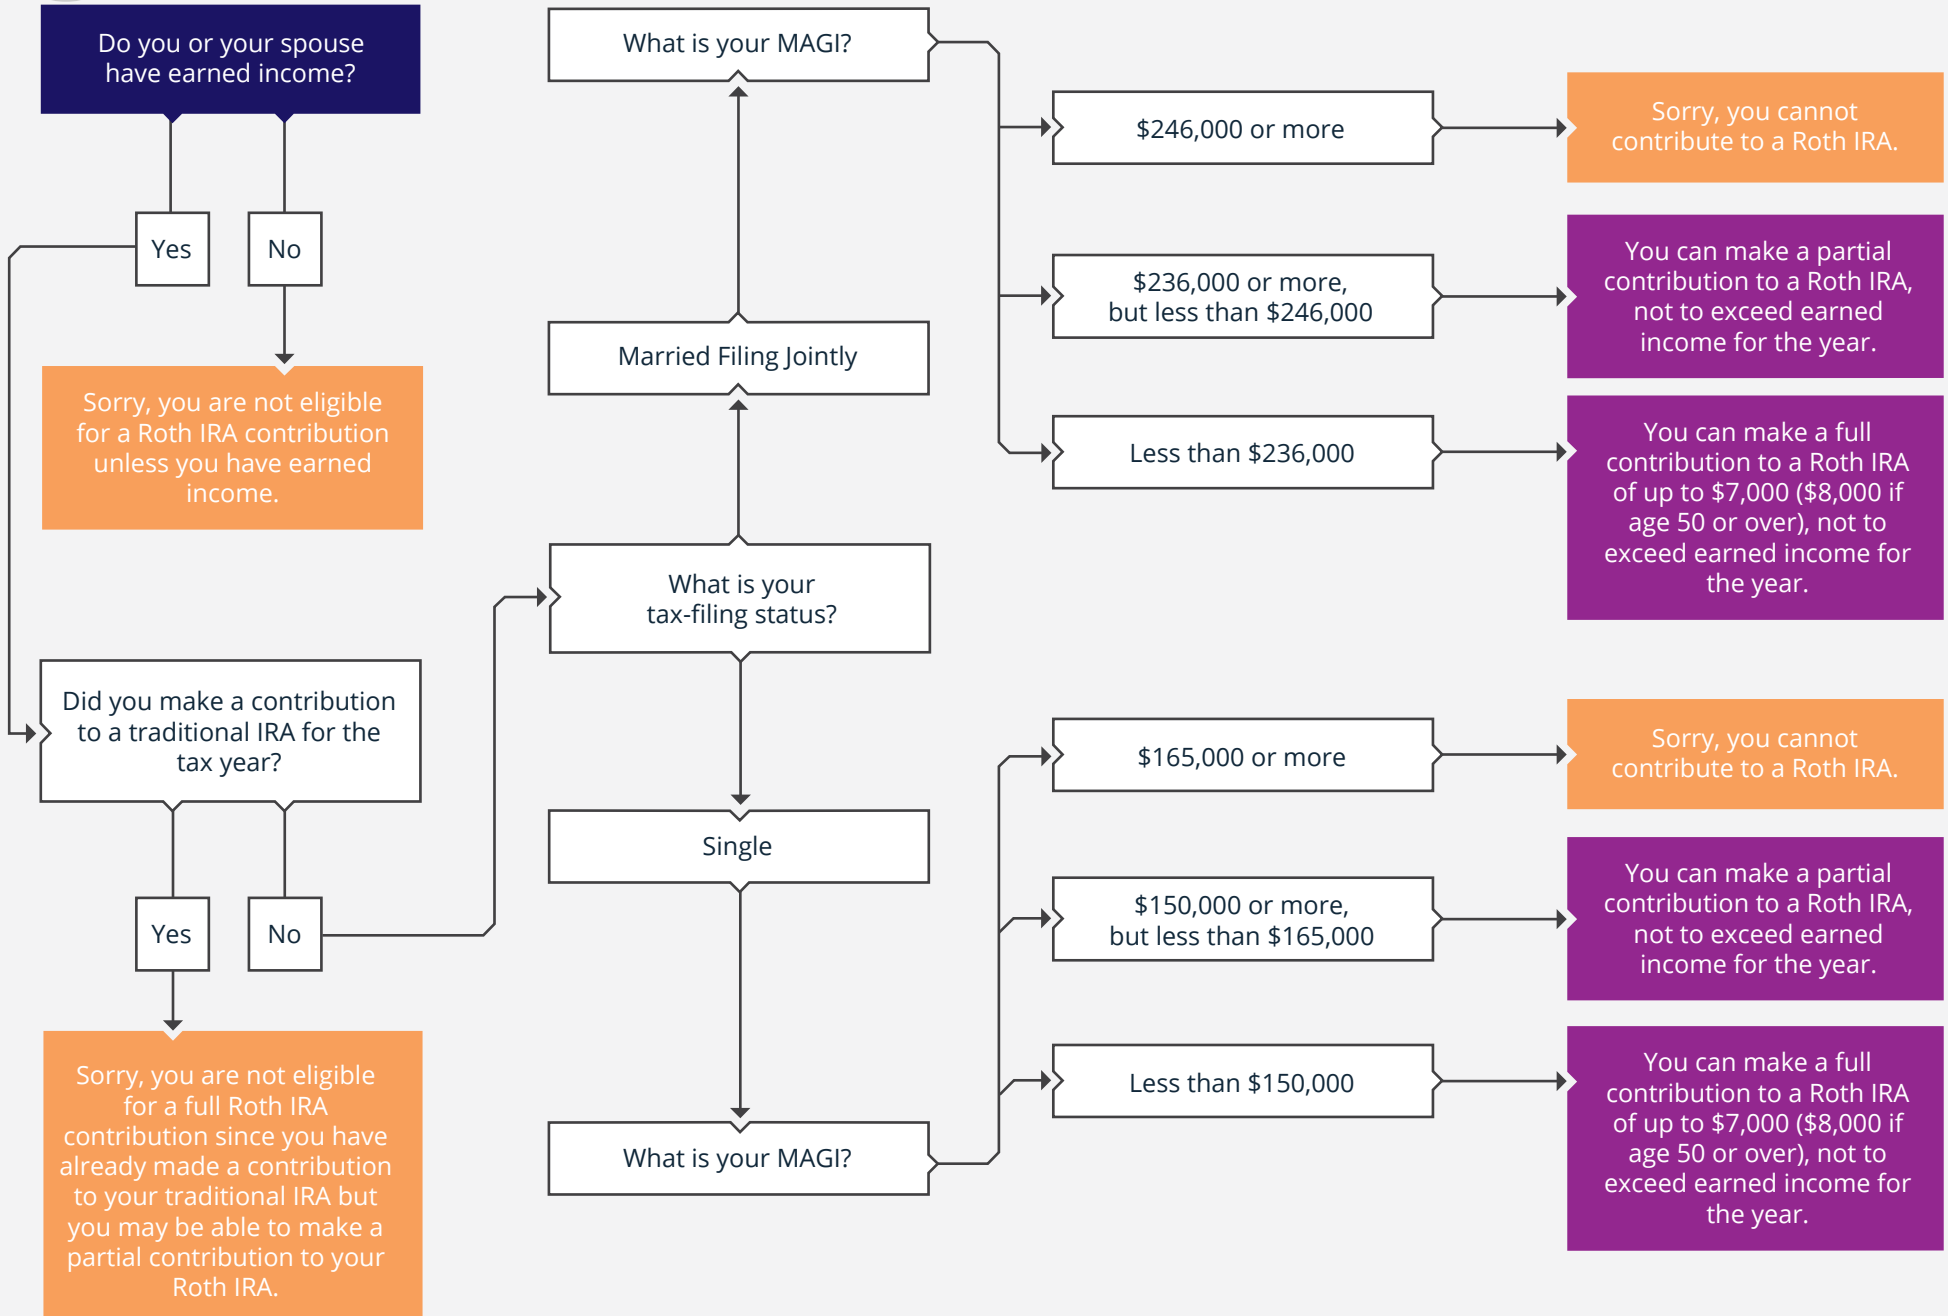 Do you or your spouse
have earned income?
Yes
No
Sorry, you are not eligible
for a Roth IRA contribution
unless you have earned
income.
Did you make a contribution
to a traditional IRA for the
tax year?
Yes
No
Sorry, you are not eligible
for a full Roth IRA
contribution since you have
already made a contribution
to your traditional IRA but
you may be able to make a
partial contribution to your
Roth IRA.
What is your MAGI?
Married Filing Jointly
What is your
tax-filing status?
Single
What is your MAGI?
$246,000 or more
$236,000 or more,
but less than $246,000
Less than $236,000
$165,000 or more
$150,000 or more,
but less than $165,000
Less than $150,000
Sorry, you cannot
contribute to a Roth IRA.
You can make a partial
contribution to a Roth IRA,
not to exceed earned
income for the year.
You can make a full
contribution to a Roth IRA
of up to $7,000 ($8,000 if
age 50 or over), not to
exceed earned income for
the year.
Sorry, you cannot
contribute to a Roth IRA.
You can make a partial
contribution to a Roth IRA,
not to exceed earned
income for the year.
You can make a full
contribution to a Roth IRA
of up to $7,000 ($8,000 if
age 50 or over), not to
exceed earned income for
the year.